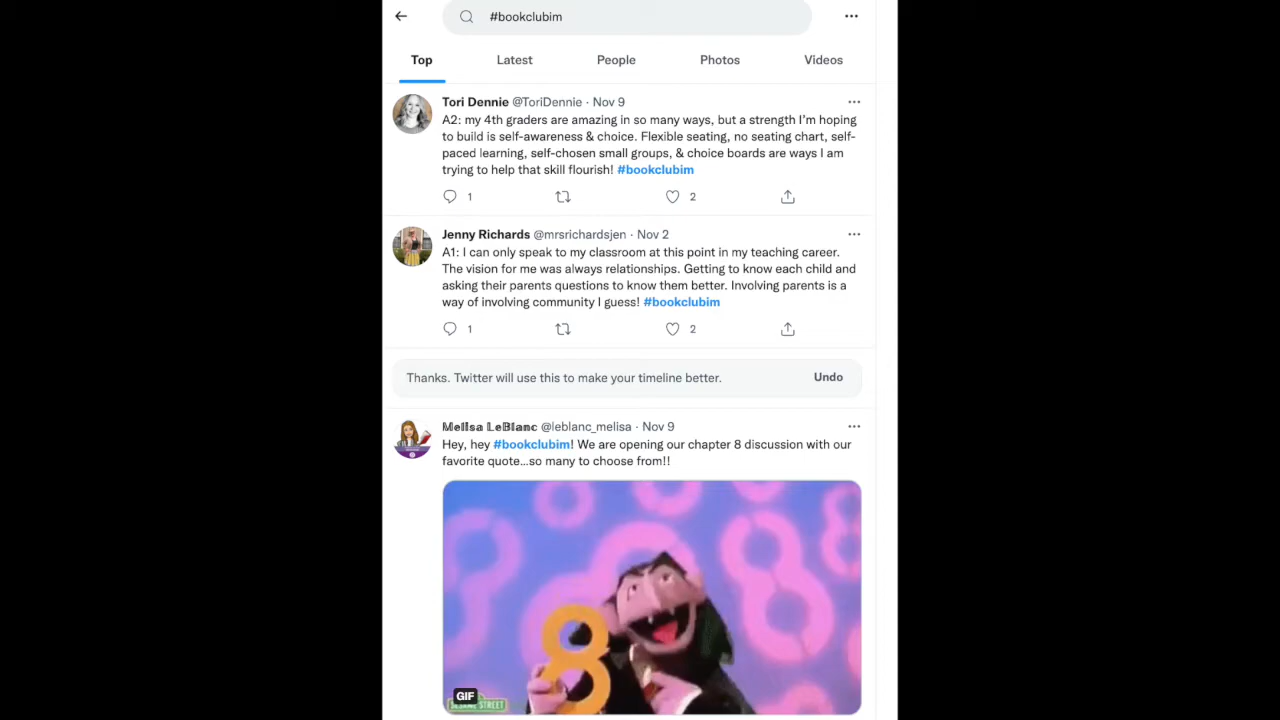 #bookclubim
Top Latest People Photos Videos
Tori Dennie @ToriDennie · Nov 9
A2: my 4th graders are amazing in so many ways, but a strength I'm hoping
to build is self-awareness & choice. Flexible seating, no seating chart, self-
paced learning, self-chosen small groups, & choice boards are ways I am
trying to help that skill flourish! #bookclubim
1 2
Jenny Richards @mrsrichardsjen · Nov 2
A1: I can only speak to my classroom at this point in my teaching career.
The vision for me was always relationships. Getting to know each child and
asking their parents questions to know them better. Involving parents is a
way of involving community I guess! #bookclubim
1 2
Thanks. Twitter will use this to make your timeline better. Undo
𝕄𝕖𝕝𝕚𝕤𝕒 𝕃𝕖𝔹𝕝𝕒𝕟𝕔 @leblanc_melisa · Nov 9
Hey, hey #bookclubim! We are opening our chapter 8 discussion with our
favorite quote...so many to choose from!!
8
GIF
SESAME STREET